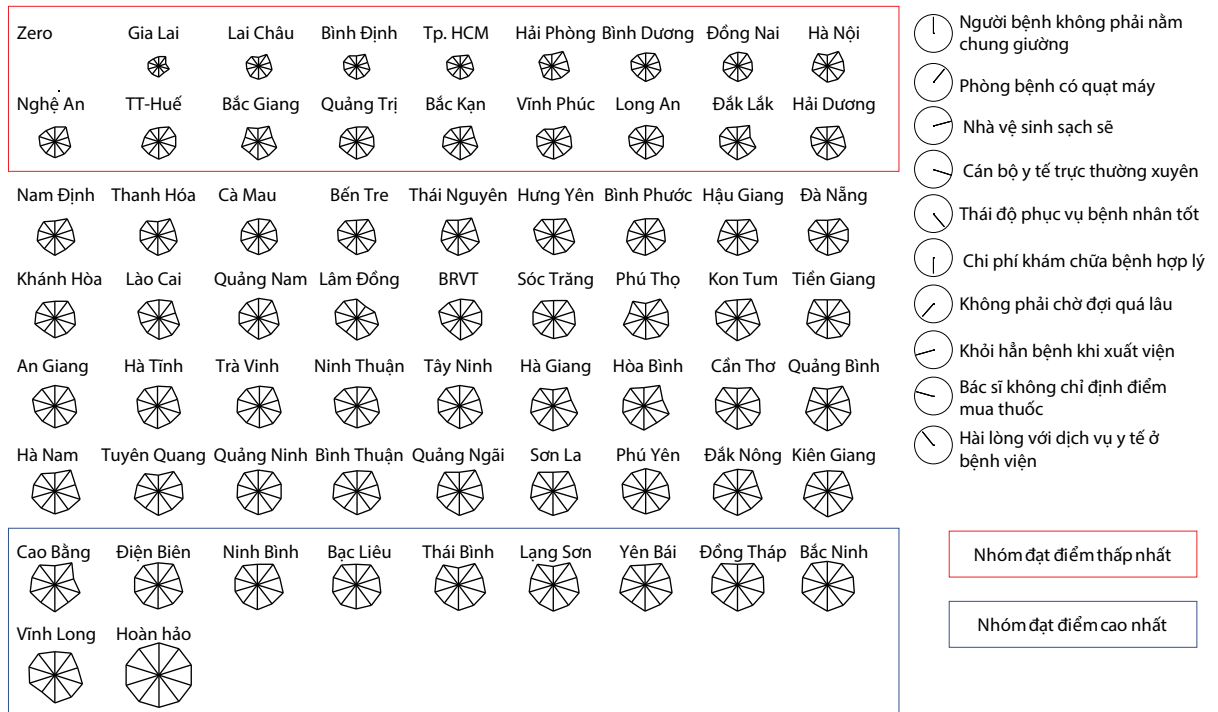 Zero Gia Lai Lai Châu Bình Định Tp. HCM Hải Phòng Bình Dương Đồng Nai Hà Nội
Nghệ An TT-Huế Bắc Giang Quảng Trị Bắc Kạn Vĩnh Phúc Long An Đắk Lắk Hải Dương
Nam Định Thanh Hóa Cà Mau Bến Tre Thái Nguyên Hưng Yên Bình Phước Hậu Giang Đà Nẵng
Khánh Hòa Lào Cai Quảng Nam Lâm Đồng BRVT Sóc Trăng Phú Thọ Kon Tum Tiền Giang
An Giang Hà Tĩnh Trà Vinh Ninh Thuận Tây Ninh Hà Giang Hòa Bình Cần Thơ Quảng Bình
Hà Nam Tuyên Quang Quảng Ninh Bình Thuận Quảng Ngãi Sơn La Phú Yên Đắk Nông Kiên Giang
Cao Bằng Điện Biên Ninh Bình Bạc Liêu Thái Bình Lạng Sơn Yên Bái Đồng Tháp Bắc Ninh
Vĩnh Long Hoàn hảo
Người bệnh không phải nằm
chung giường
Phòng bệnh có quạt máy
Nhà vệ sinh sạch sẽ
Cán bộ y tế trực thường xuyên
Thái độ phục vụ bệnh nhân tốt
Chi phí khám chữa bệnh hợp lý
Không phải chờ đợi quá lâu
Khỏi hẳn bệnh khi xuất viện
Bác sĩ không chỉ định điểm
mua thuốc
Hài lòng với dịch vụ y tế ở
bệnh viện
Nhóm đạt điểm thấp nhất
Nhóm đạt điểm cao nhất